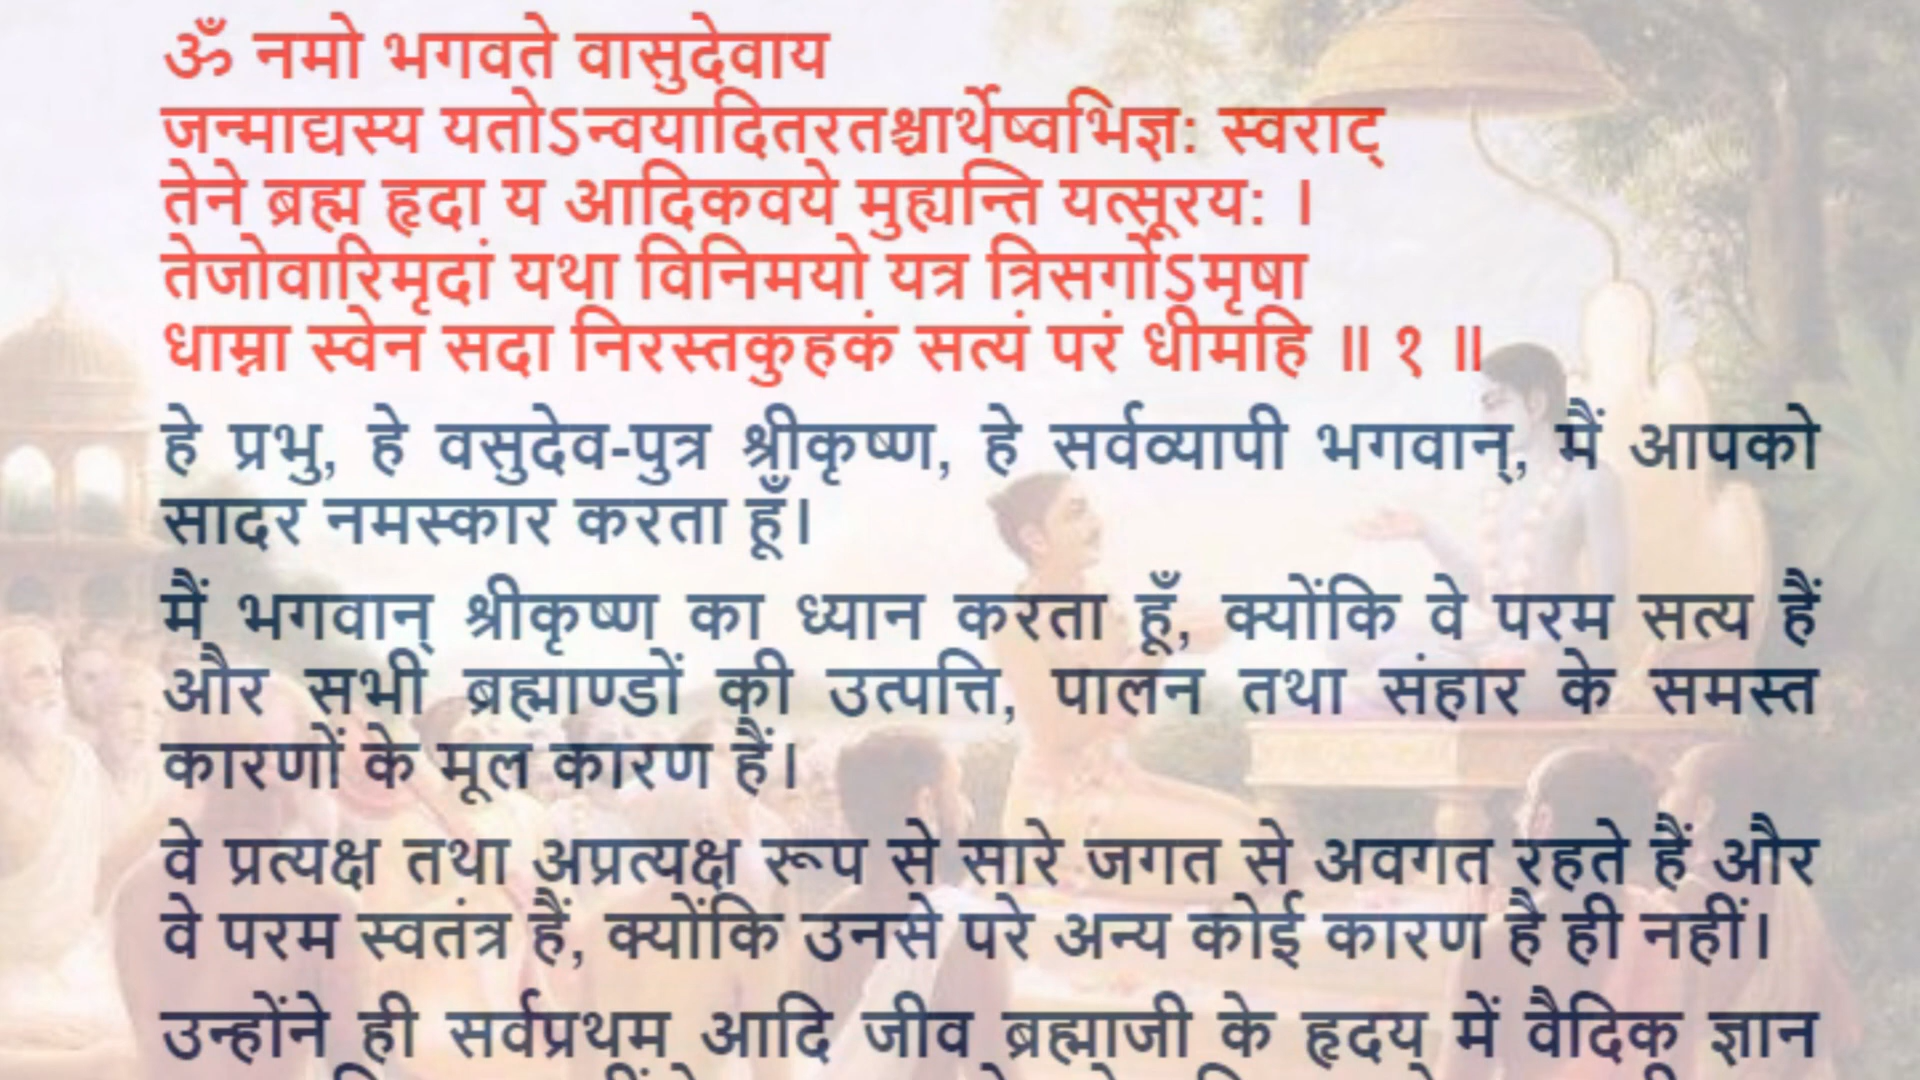 ॐ नमो भगवते वासुदेवाय
जन्माद्यस्य यतोऽन्वयादितरतश्चार्थेष्वभिज्ञ: स्वराट्
तेने ब्रह्म हृदा य आदिकवये मुह्यन्ति यत्सूरय: ।
तेजोवारिमृदां यथा विनिमयो यत्र त्रिसर्गोऽमृषा
धाम्ना स्वेन सदा निरस्तकुहकं सत्यं परं धीमहि ॥ १ ॥
हे प्रभु, हे वसुदेव-पुत्र श्रीकृष्ण, हे सर्वव्यापी भगवान्, मैं आपको
सादर नमस्कार करता हूँ।
मैं भगवान् श्रीकृष्ण का ध्यान करता हूँ, क्योंकि वे परम सत्य हैं
और सभी ब्रह्माण्डों की उत्पत्ति, पालन तथा संहार के समस्त
कारणों के मूल कारण हैं।
वे प्रत्यक्ष तथा अप्रत्यक्ष रूप से सारे जगत से अवगत रहते हैं और
वे परम स्वतंत्र हैं, क्योंकि उनसे परे अन्य कोई कारण है ही नहीं।
उन्होंने ही सर्वप्रथम आदि जीव ब्रह्माजी के हृदय में वैदिक ज्ञान